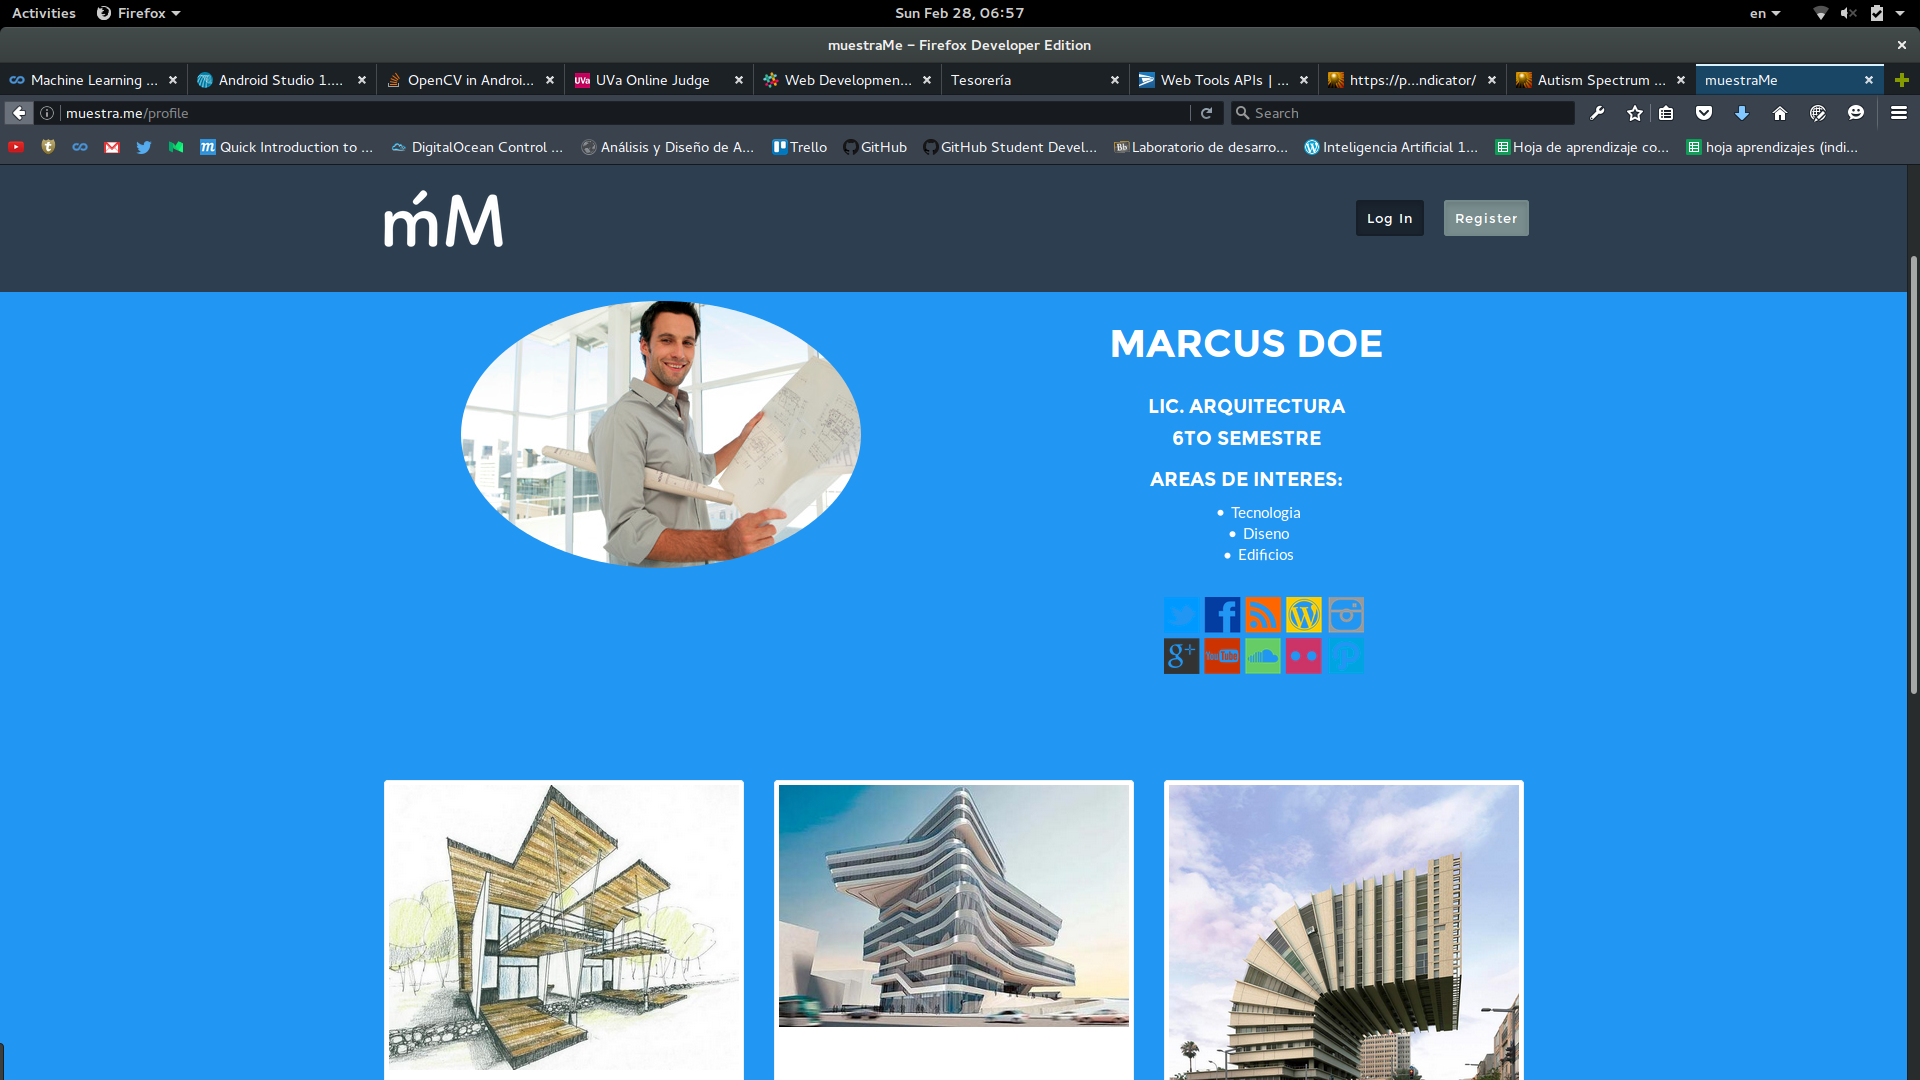 Activities Firefox Sun Feb 28, 06:57 en
muestraMe – Firefox Developer Edition
Machine Learning ... Android Studio 1.... OpenCV in Androi... UVa UVa Online Judge Web Developmen... Tesorería Web Tools APIs | ... https://p...ndicator/ Autism Spectrum ... muestraMe
muestra.me/profile Search
Quick Introduction to ... DigitalOcean Control ... Análisis y Diseño de A... Trello GitHub GitHub Student Devel... Bb Laboratorio de desarro... Inteligencia Artificial 1... Hoja de aprendizaje co... hoja aprendizajes (indi...
ḿM Log In Register
MARCUS DOE
LIC. ARQUITECTURA
6TO SEMESTRE
AREAS DE INTERES:
• Tecnologia
• Diseno
• Edificios
You Tube